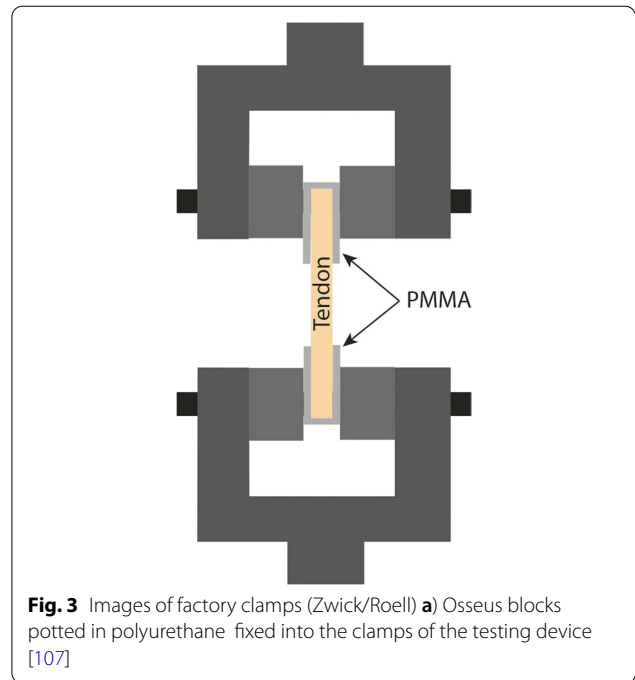 Tendon
PMMA
Fig. 3 Images of factory clamps (Zwick/Roell) a) Osseus blocks
potted in polyurethane fixed into the clamps of the testing device
[107]